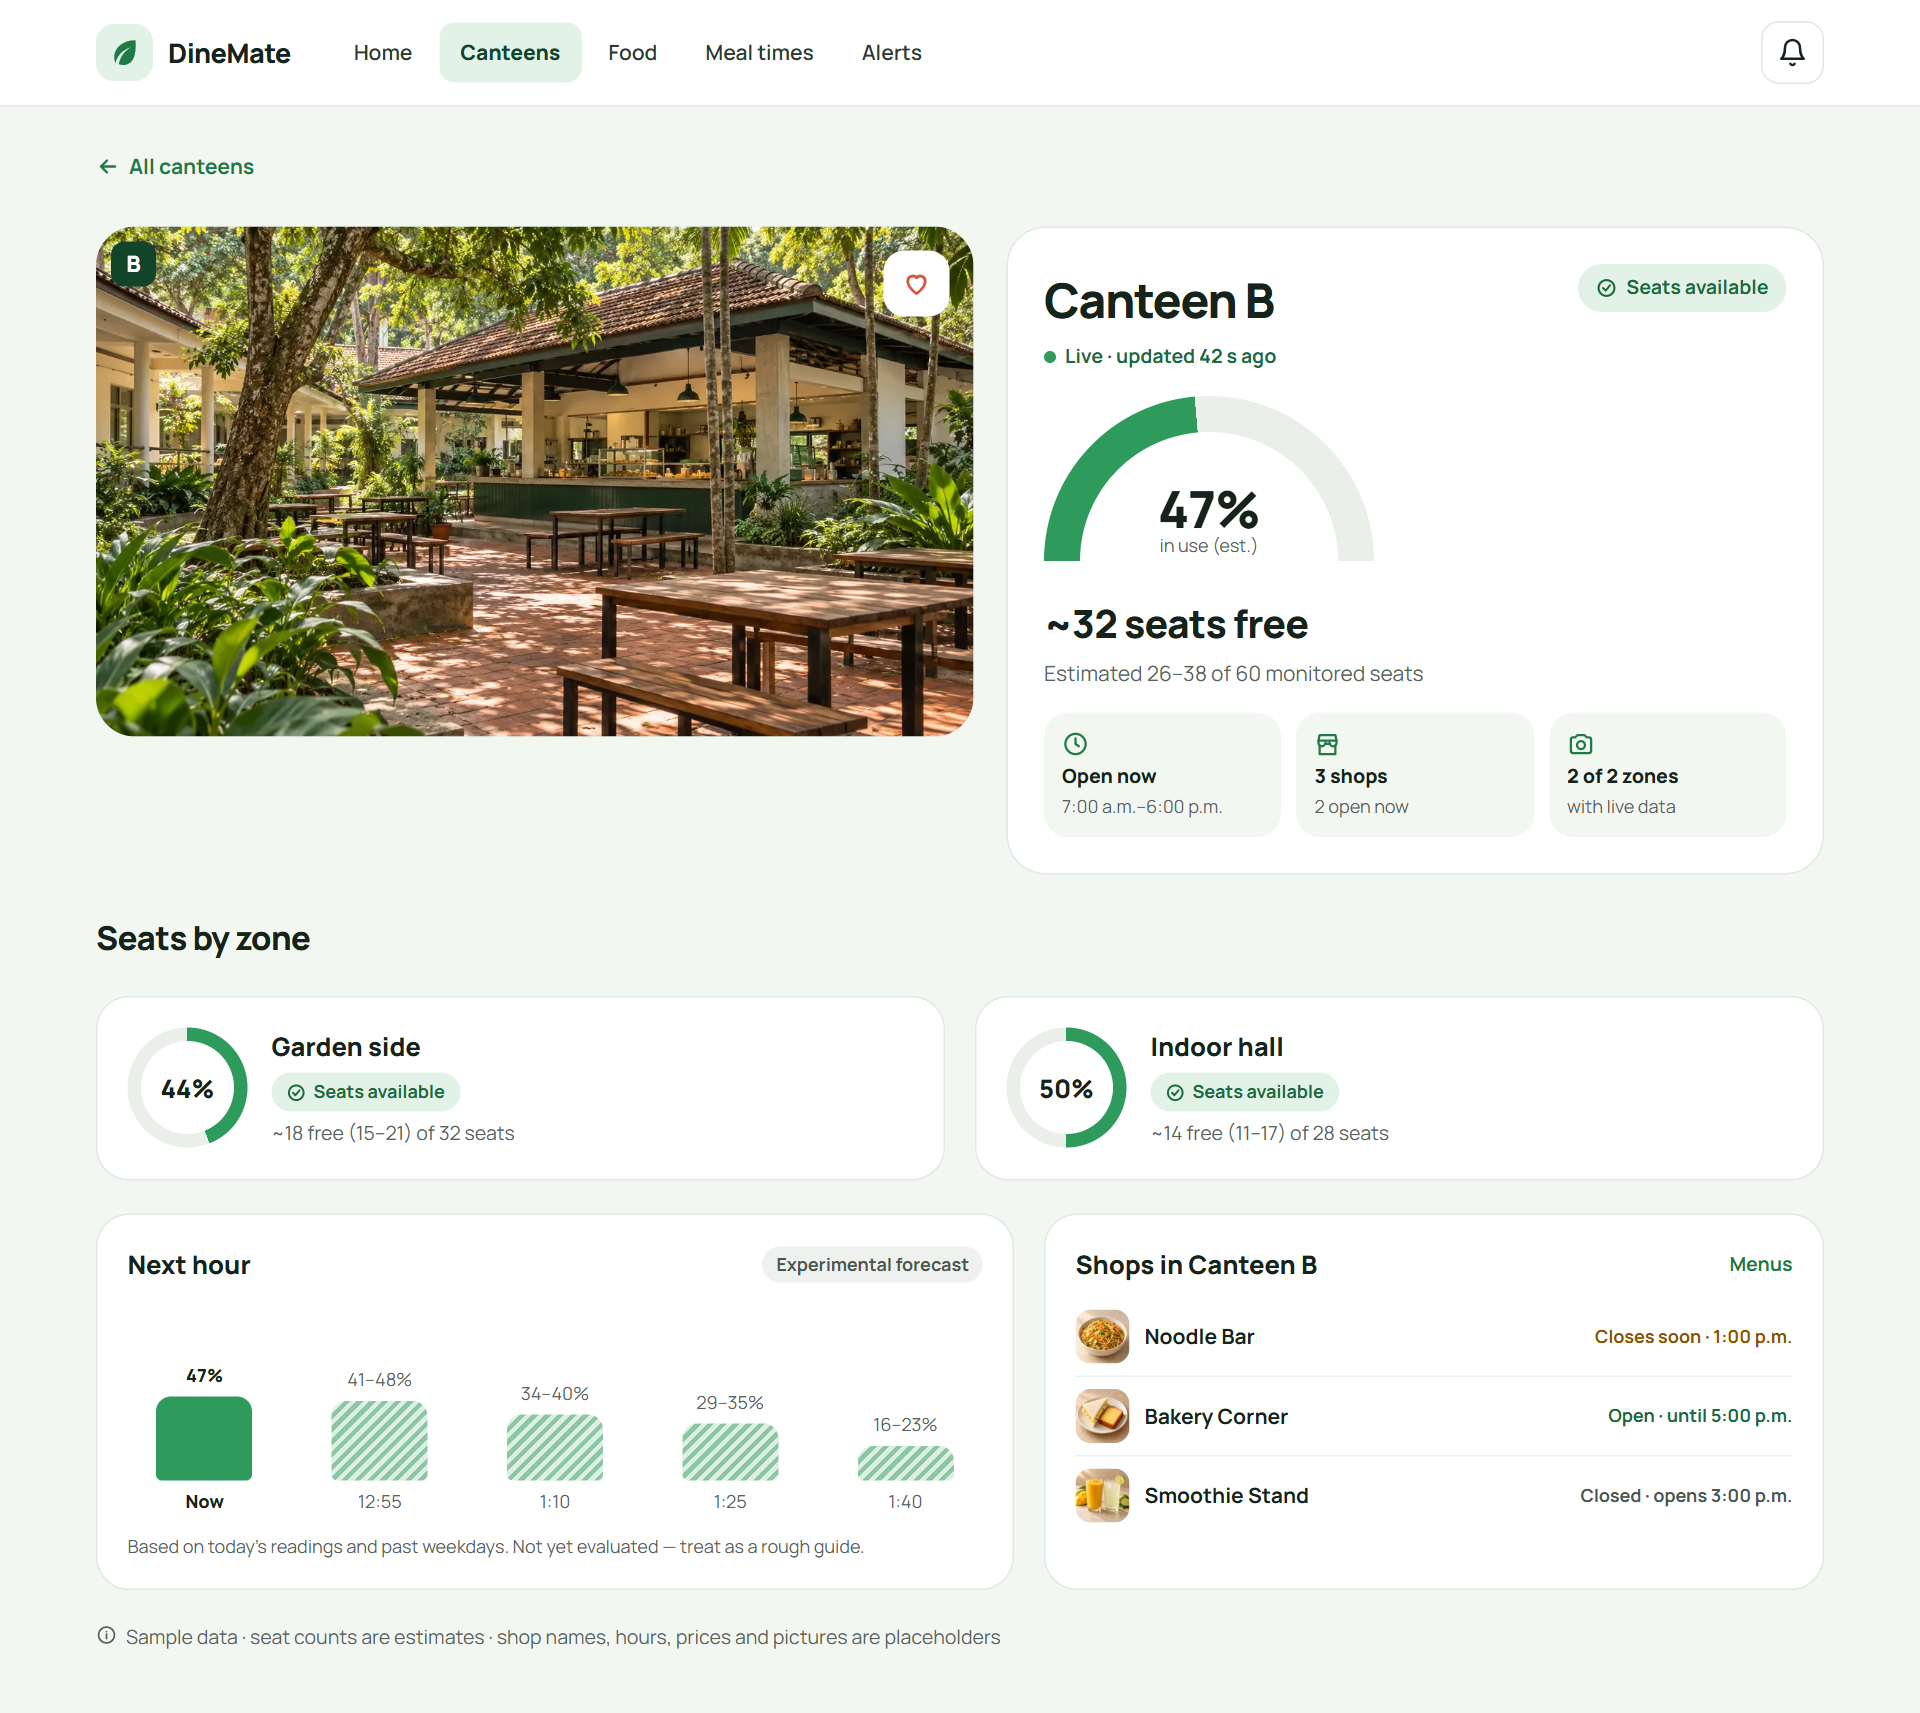 DineMate
Home
Canteens
Food
Meal times
Alerts
All canteens
B
Canteen B
Seats available
Live · updated 42 s ago
47%
in use (est.)
~32 seats free
Estimated 26–38 of 60 monitored seats
Open now
7:00 a.m.–6:00 p.m.
3 shops
2 open now
2 of 2 zones
with live data
Seats by zone
44%
Garden side
Seats available
~18 free (15–21) of 32 seats
50%
Indoor hall
Seats available
~14 free (11–17) of 28 seats
Next hour
Experimental forecast
47%
41–48%
34–40%
29–35%
16–23%
Now
12:55
1:10
1:25
1:40
Based on today's readings and past weekdays. Not yet evaluated — treat as a rough guide.
Shops in Canteen B
Menus
Noodle Bar
Closes soon · 1:00 p.m.
Bakery Corner
Open · until 5:00 p.m.
Smoothie Stand
Closed · opens 3:00 p.m.
Sample data · seat counts are estimates · shop names, hours, prices and pictures are placeholders